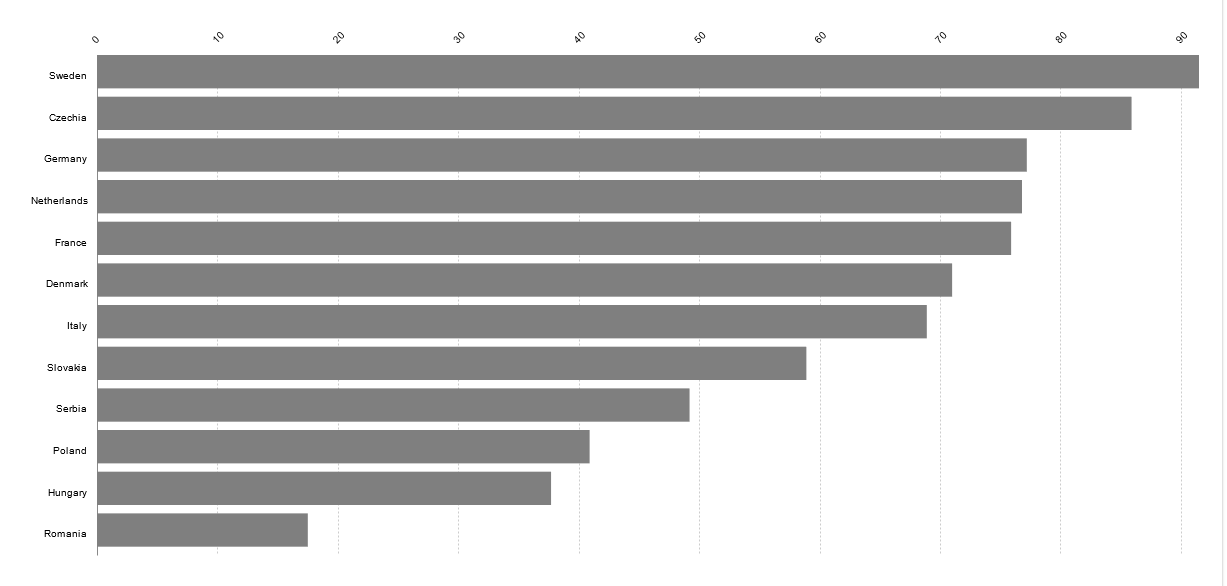 0 10 20 30 40 50 60 70 80 90
Sweden
Czechia
Germany
Netherlands
France
Denmark
Italy
Slovakia
Serbia
Poland
Hungary
Romania